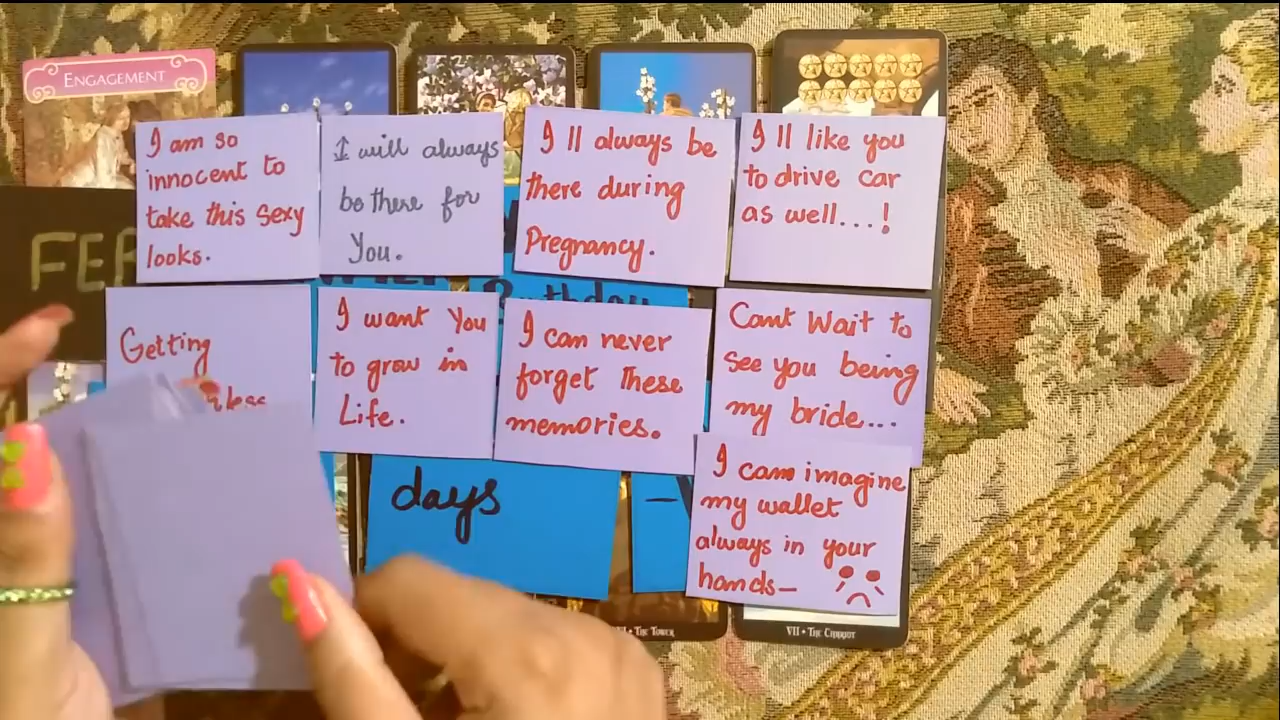 ENGAGEMENT
I am so
innocent to
take this sexy
looks.
I will always
be there for
You.
I ll always be
there during
Pregnancy.
I ll like you
to drive car
as well...!
Getting
I want You
to grow in
Life.
I can never
forget these
memories.
Cant Wait to
see you being
my bride...
I can imagine
my wallet
always in your
hands—
days
THE TOWER
VII • THE CHARIOT